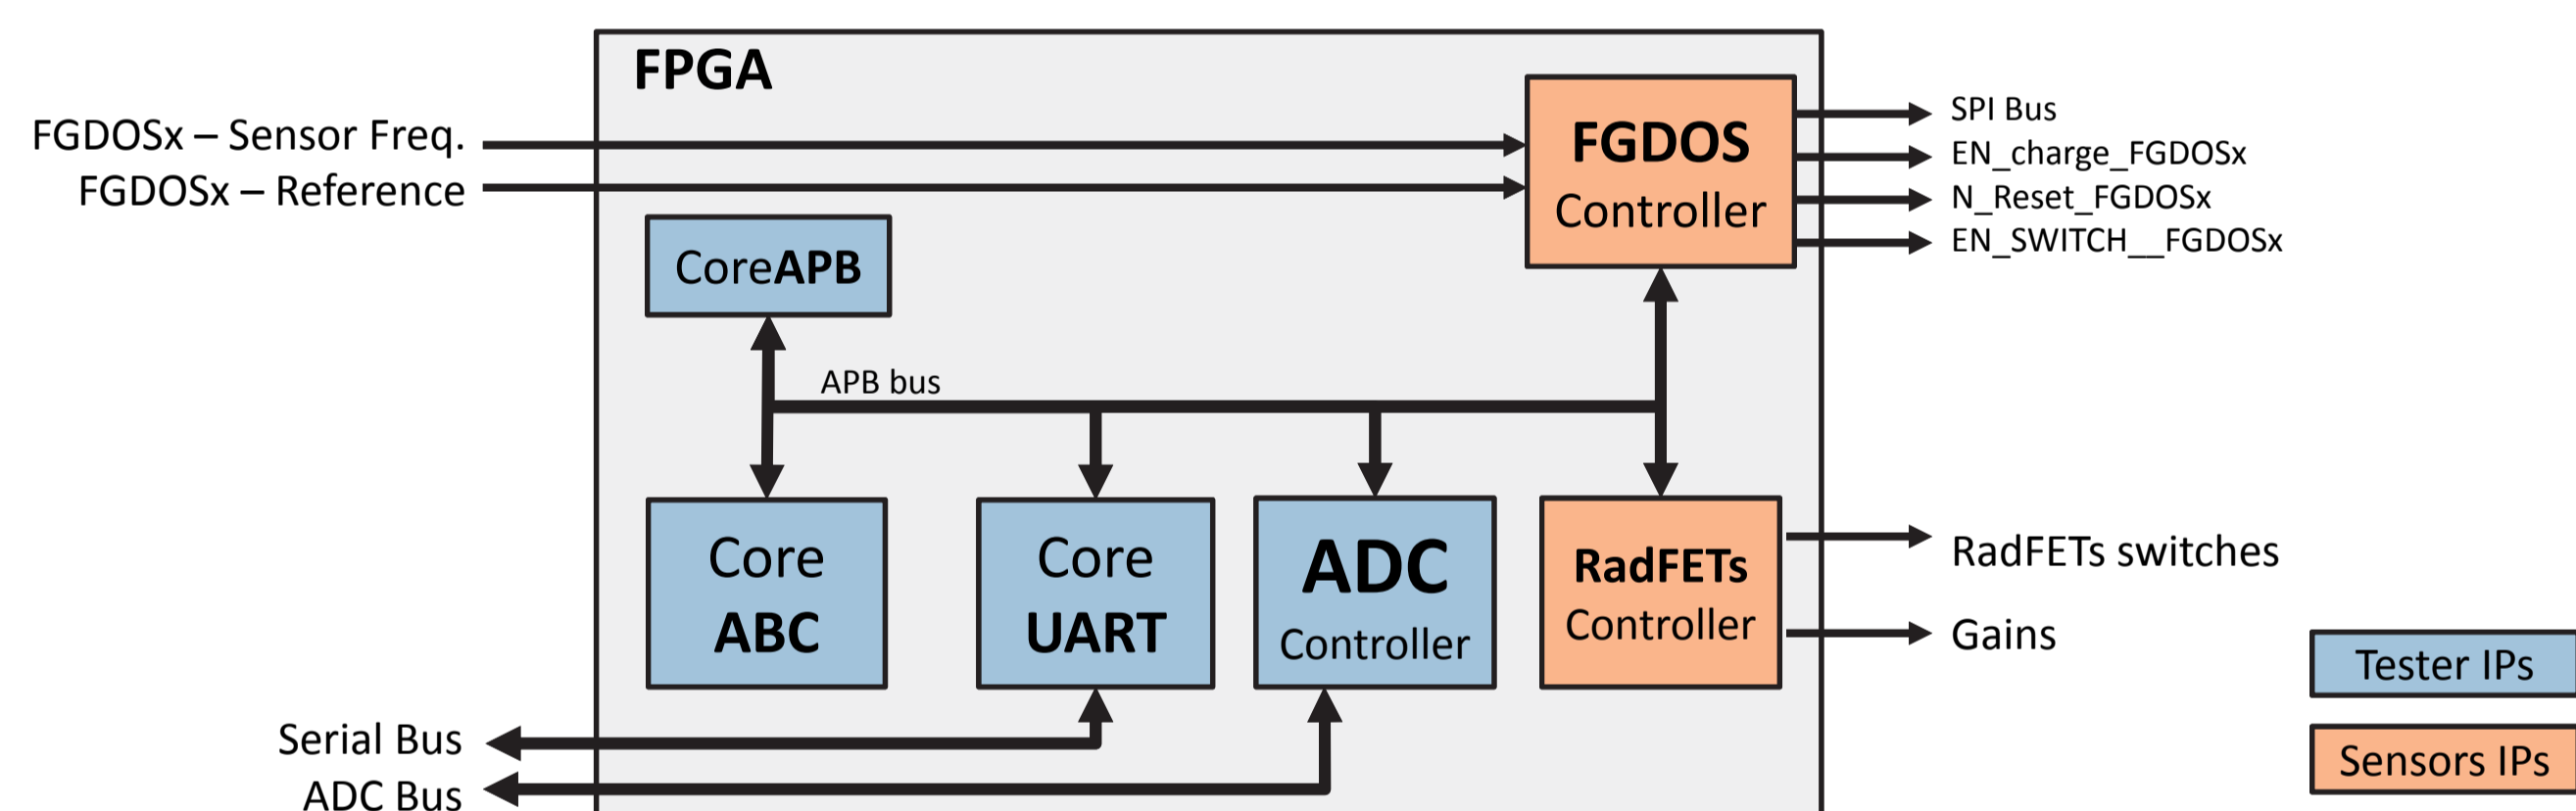 FPGA
FGDOSx – Sensor Freq.
FGDOSx – Reference
FGDOS
Controller
SPI Bus
EN_charge_FGDOSx
N_Reset_FGDOSx
EN_SWITCH__FGDOSx
CoreAPB
APB bus
Core
ABC
Core
UART
ADC
Controller
RadFETs
Controller
RadFETs switches
Gains
Tester IPs
Sensors IPs
Serial Bus
ADC Bus